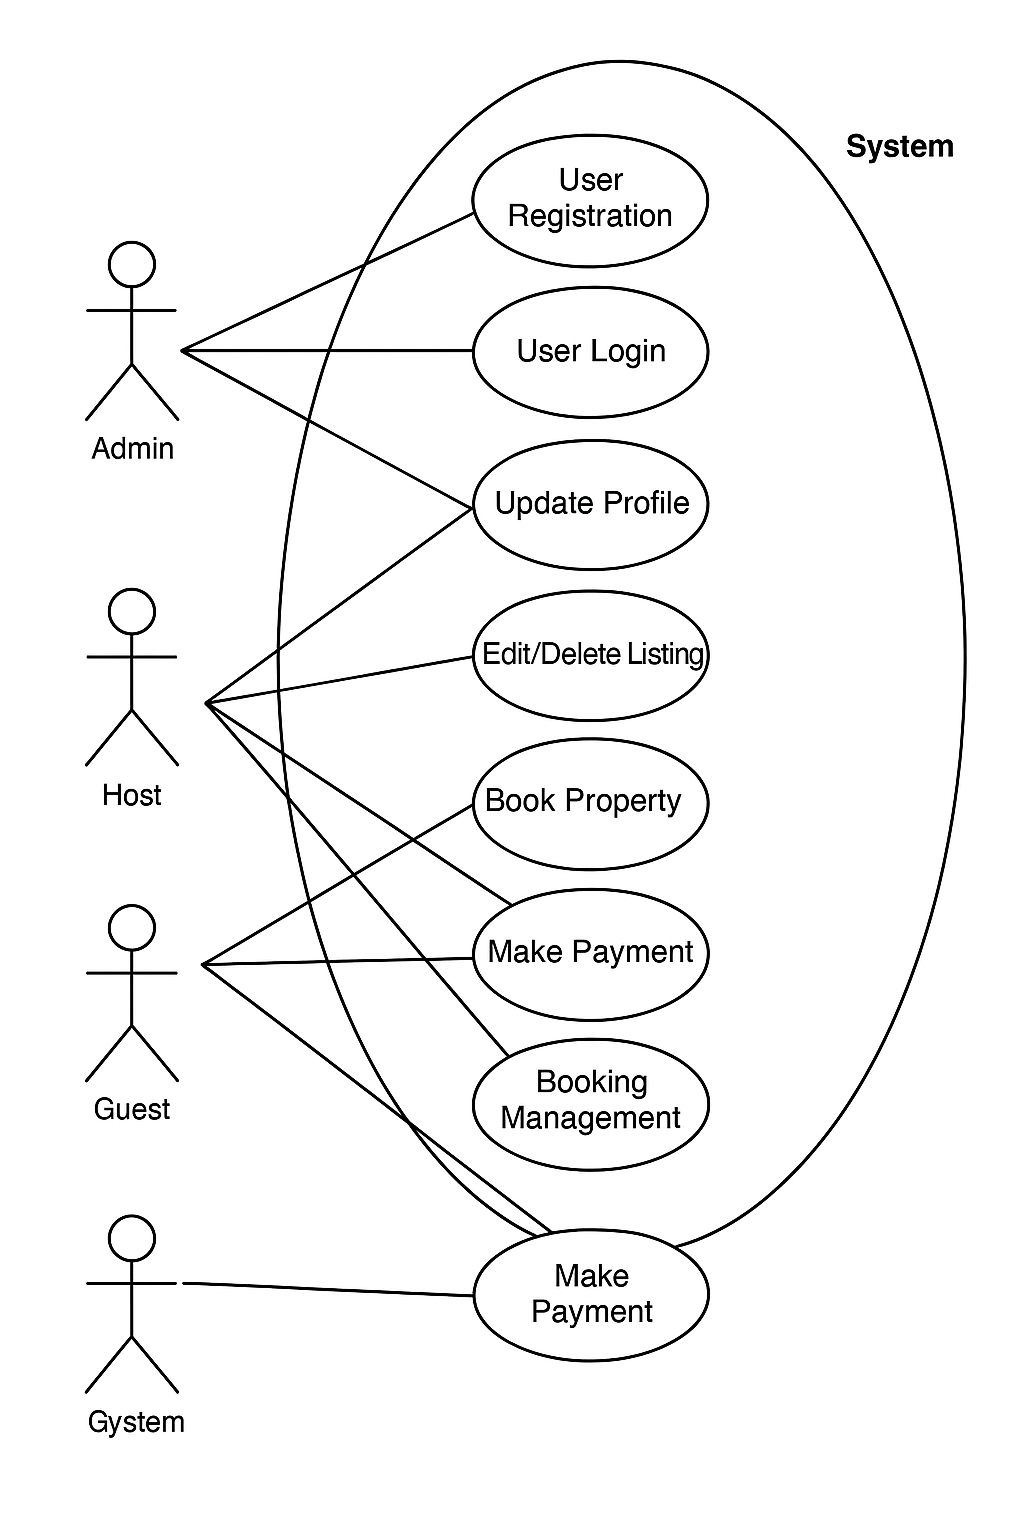 System
User
Registration
User Login
Update Profile
Edit/Delete Listing
Book Property
Make Payment
Booking
Management
Make
Payment
Admin
Host
Guest
Gystem